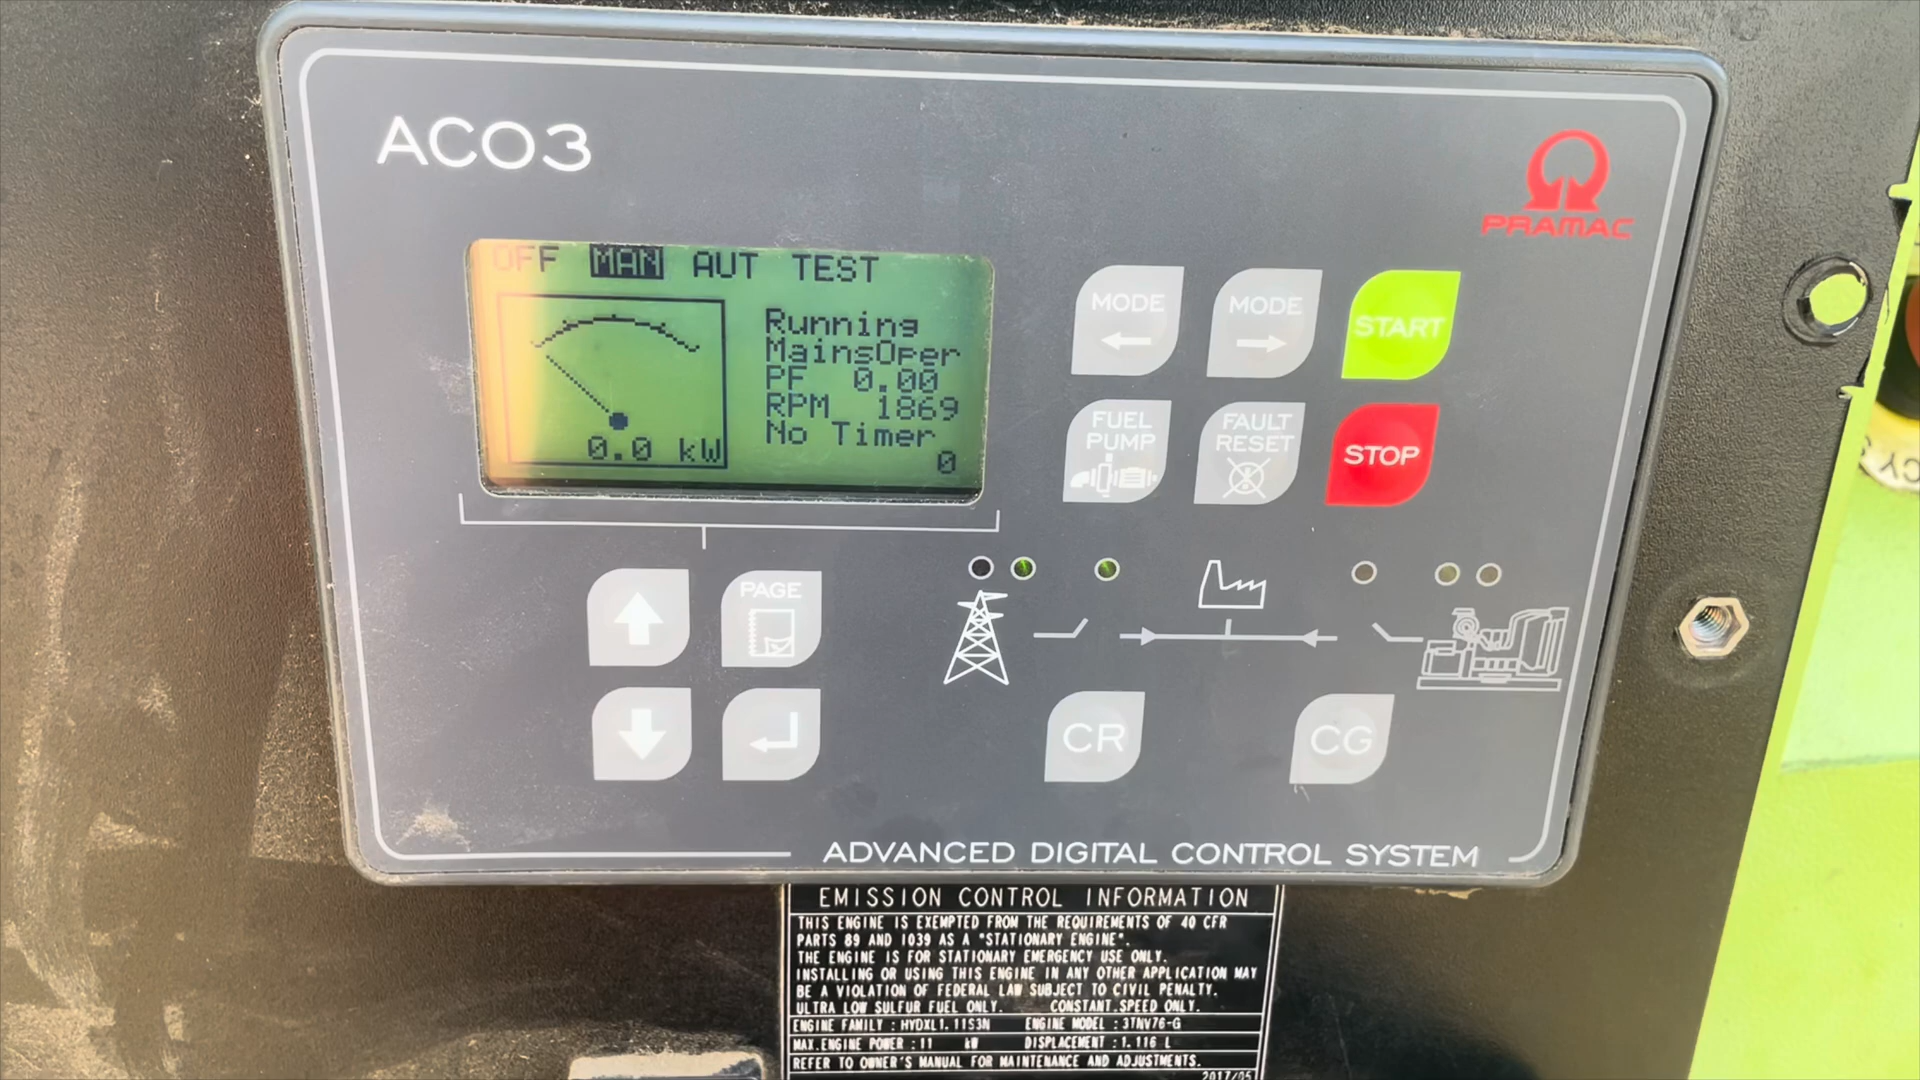 ACO3
PRAMAC
OFF MAN AUT TEST
Running
MainsOper
PF 0.00
RPM 1869
No Timer
0
0.0 kW
MODE
MODE
START
FUEL
PUMP
FAULT
RESET
STOP
PAGE
CR
CG
ADVANCED DIGITAL CONTROL SYSTEM
EMISSION CONTROL INFORMATION
THIS ENGINE IS EXEMPTED FROM THE REQUIREMENTS OF 40 CFR
PARTS 89 AND 1039 AS A "STATIONARY ENGINE".
THE ENGINE IS FOR STATIONARY EMERGENCY USE ONLY.
INSTALLING OR USING THIS ENGINE IN ANY OTHER APPLICATION MAY
BE A VIOLATION OF FEDERAL LAW SUBJECT TO CIVIL PENALTY.
ULTRA LOW SULFUR FUEL ONLY. CONSTANT SPEED ONLY.
ENGINE FAMILY : HYDXL1.11S3N ENGINE MODEL : 3TNV76-G
MAX.ENGINE POWER : 11 kW DISPLACEMENT : 1.116 L
REFER TO OWNER'S MANUAL FOR MAINTENANCE AND ADJUSTMENTS.
2017/05